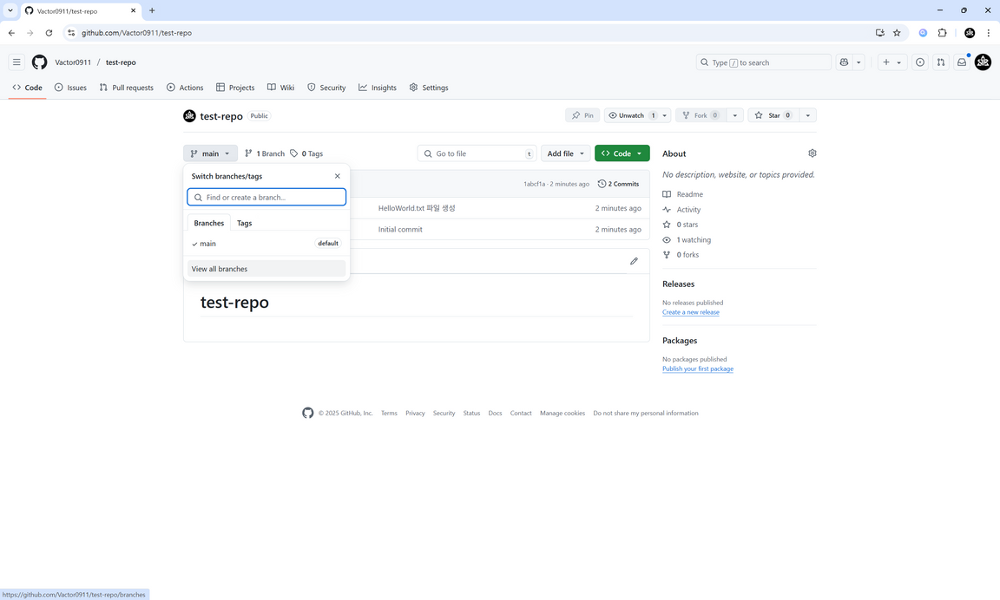 Vactor0911/test-repo
github.com/Vactor0911/test-repo
Vactor0911 / test-repo
Type / to search
Code Issues Pull requests Actions Projects Wiki Security Insights Settings
test-repo Public
Pin Unwatch 1 Fork 0 Star 0
main 1 Branch 0 Tags Go to file t Add file Code
Switch branches/tags
Find or create a branch...
Branches Tags
main default
View all branches
1abcf1a · 2 minutes ago 2 Commits
HelloWorld.txt 파일 생성 2 minutes ago
Initial commit 2 minutes ago
test-repo
About
No description, website, or topics provided.
Readme
Activity
0 stars
1 watching
0 forks
Releases
No releases published
Create a new release
Packages
No packages published
Publish your first package
© 2025 GitHub, Inc. Terms Privacy Security Status Docs Contact Manage cookies Do not share my personal information
https://github.com/Vactor0911/test-repo/branches